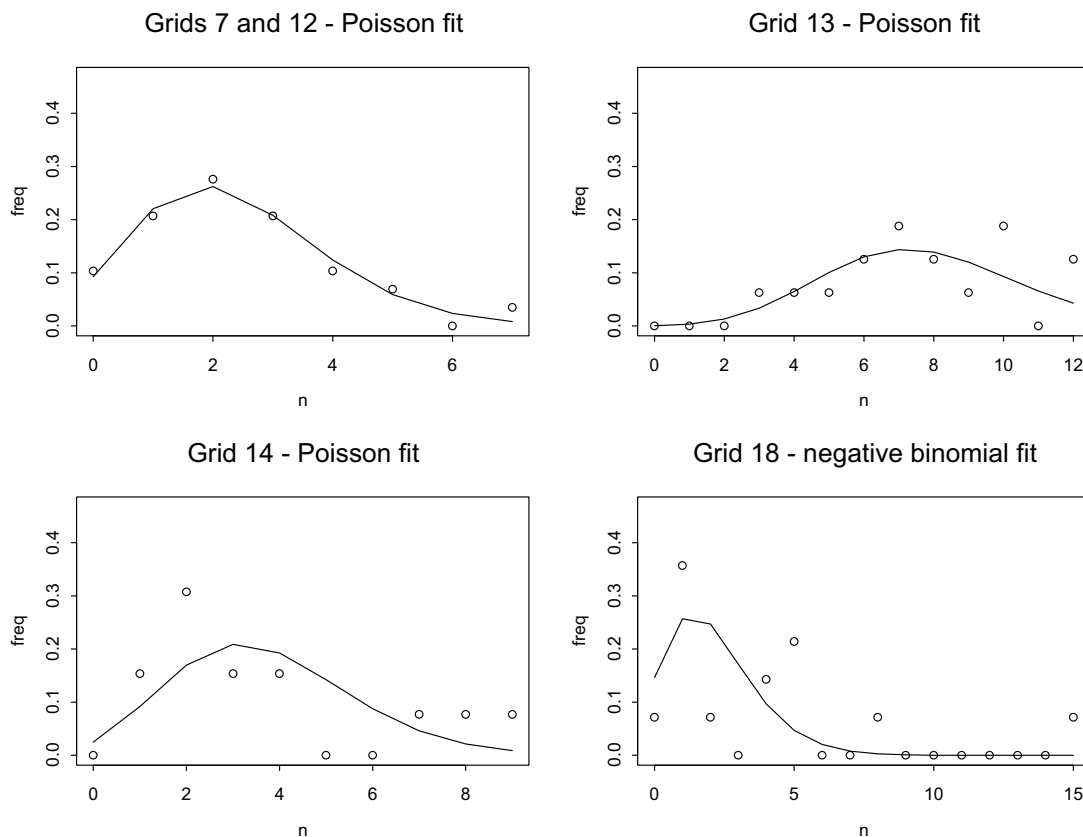 Grids 7 and 12 - Poisson fit
freq
0.0 0.1 0.2 0.3 0.4
0 2 4 6
n
Grid 13 - Poisson fit
freq
0.0 0.1 0.2 0.3 0.4
0 2 4 6 8 10 12
n
Grid 14 - Poisson fit
freq
0.0 0.1 0.2 0.3 0.4
0 2 4 6 8
n
Grid 18 - negative binomial fit
freq
0.0 0.1 0.2 0.3 0.4
0 5 10 15
n